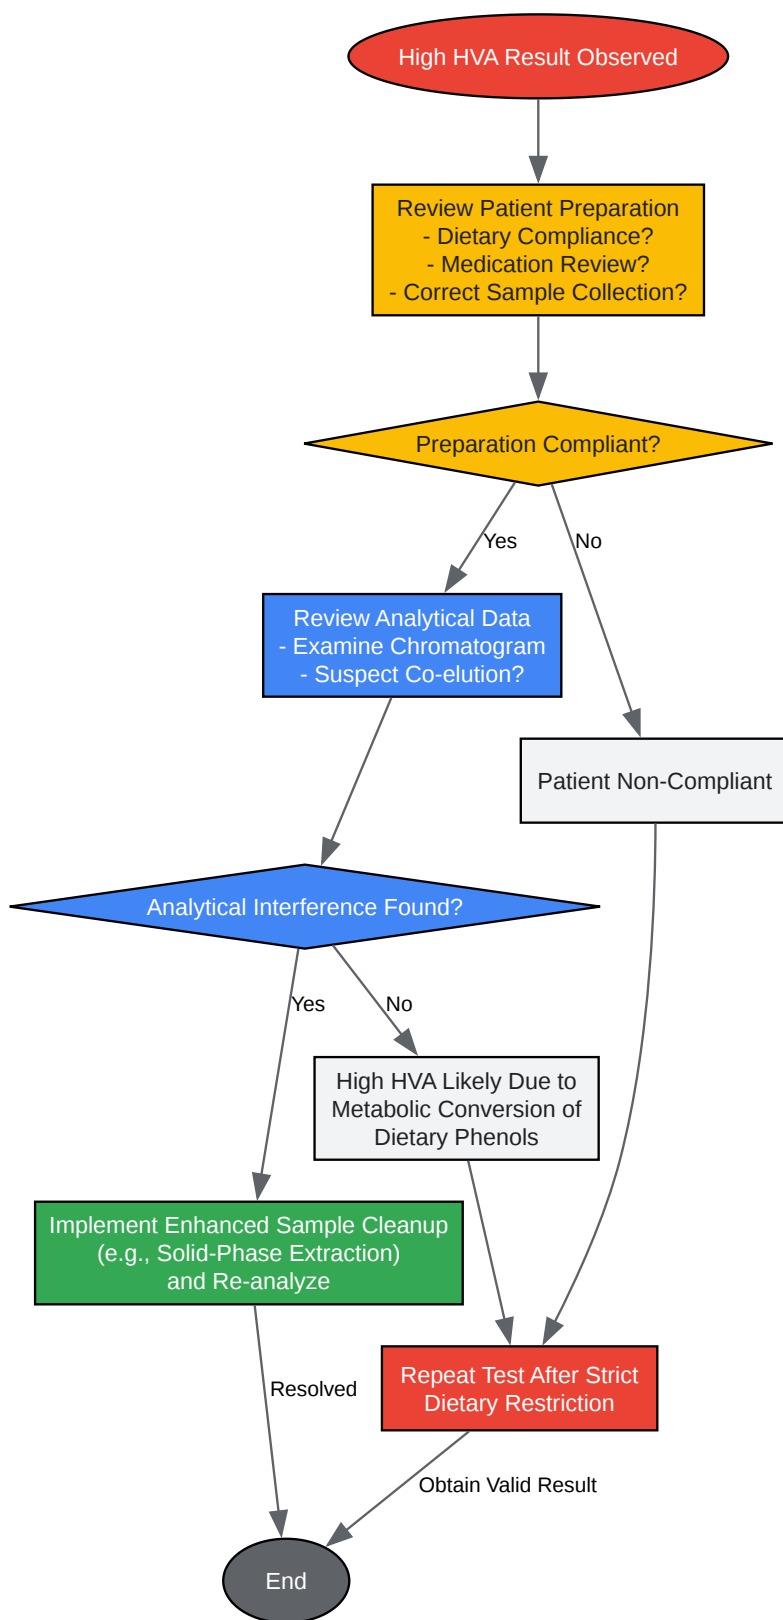 High HVA Result Observed
Review Patient Preparation
- Dietary Compliance?
- Medication Review?
- Correct Sample Collection?
Preparation Compliant?
Yes
No
Review Analytical Data
- Examine Chromatogram
- Suspect Co-elution?
Patient Non-Compliant
Analytical Interference Found?
Yes
No
High HVA Likely Due to
Metabolic Conversion of
Dietary Phenols
Implement Enhanced Sample Cleanup
(e.g., Solid-Phase Extraction)
and Re-analyze
Repeat Test After Strict
Dietary Restriction
Resolved
Obtain Valid Result
End